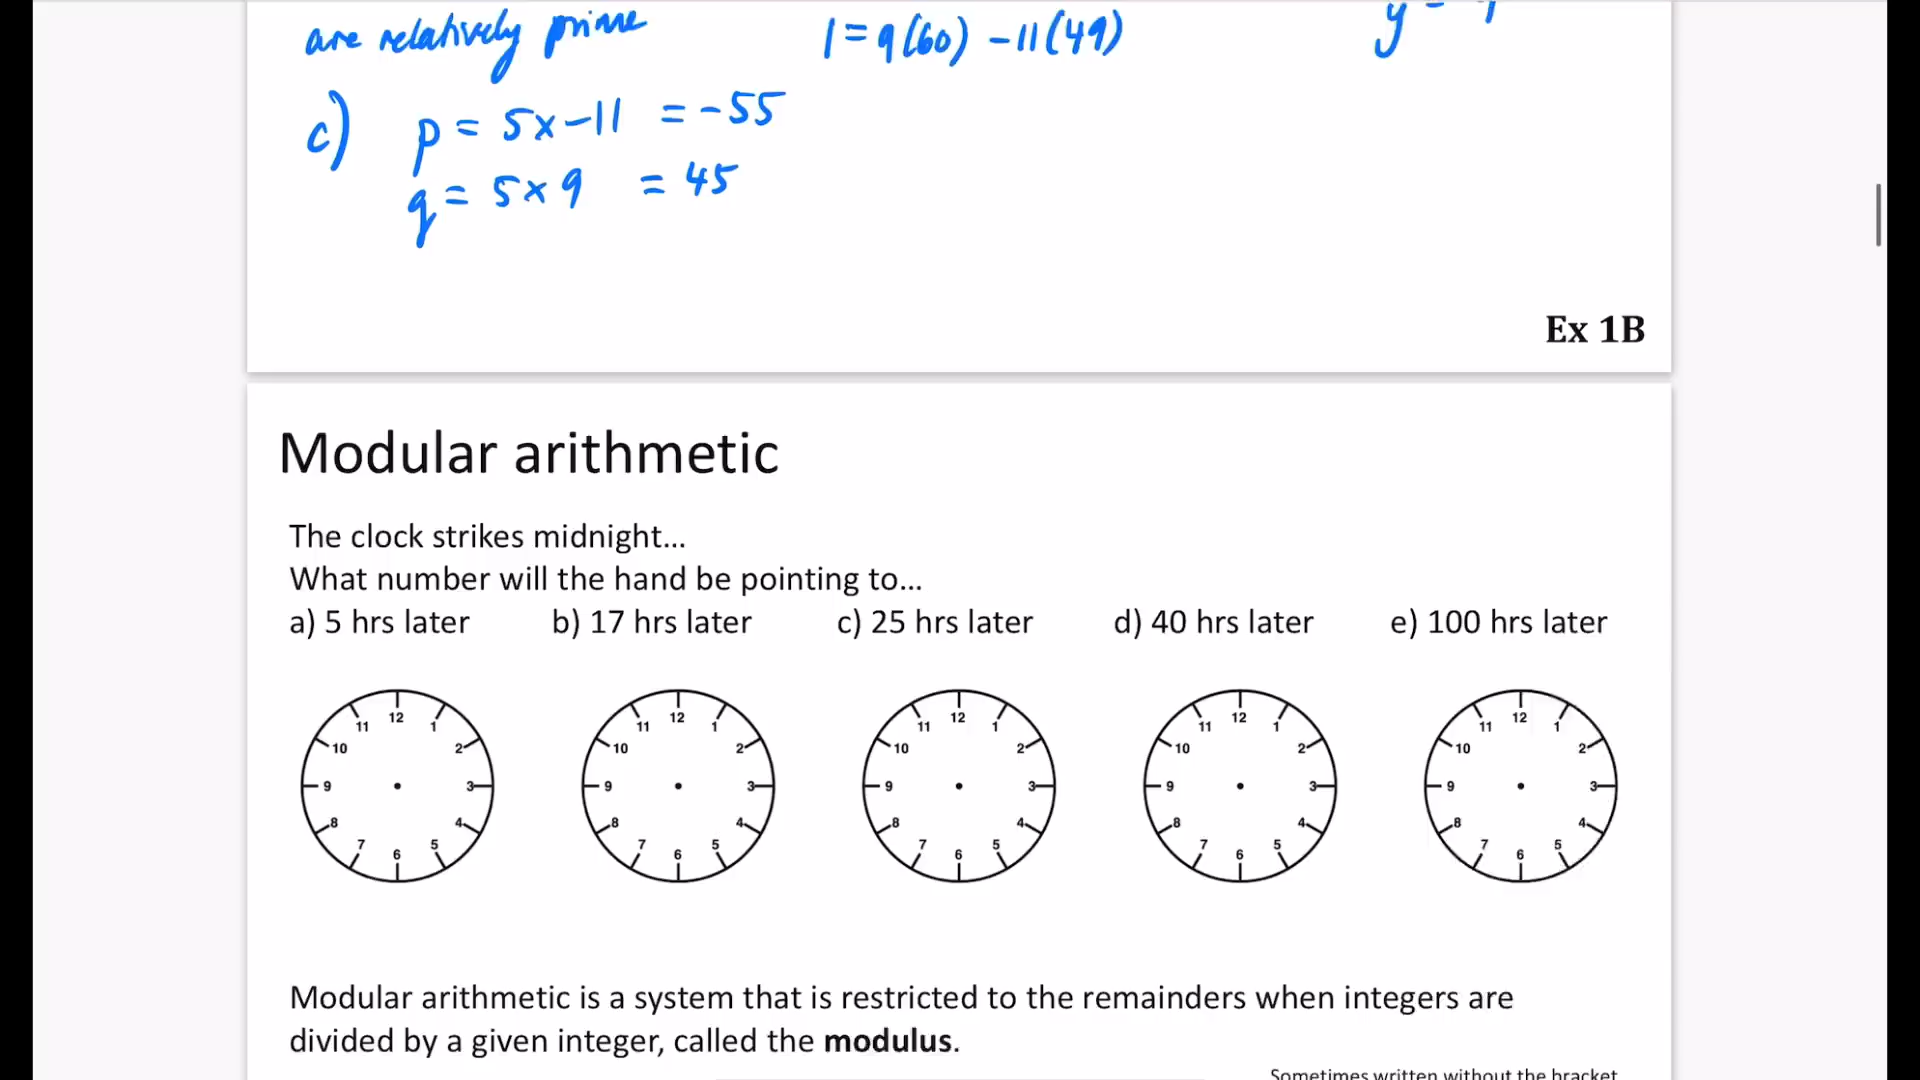 are relatively prime 1 = 9(60) - 11(49) y =
c) p = 5x-11 = -55
q = 5x9 = 45
Ex 1B
Modular arithmetic
The clock strikes midnight...
What number will the hand be pointing to...
a) 5 hrs later b) 17 hrs later c) 25 hrs later d) 40 hrs later e) 100 hrs later
12 1 2 3 4 5 6 7 8 9 10 11
12 1 2 3 4 5 6 7 8 9 10 11
12 1 2 3 4 5 6 7 8 9 10 11
12 1 2 3 4 5 6 7 8 9 10 11
12 1 2 3 4 5 6 7 8 9 10 11
Modular arithmetic is a system that is restricted to the remainders when integers are
divided by a given integer, called the modulus.
Sometimes written without the bracket